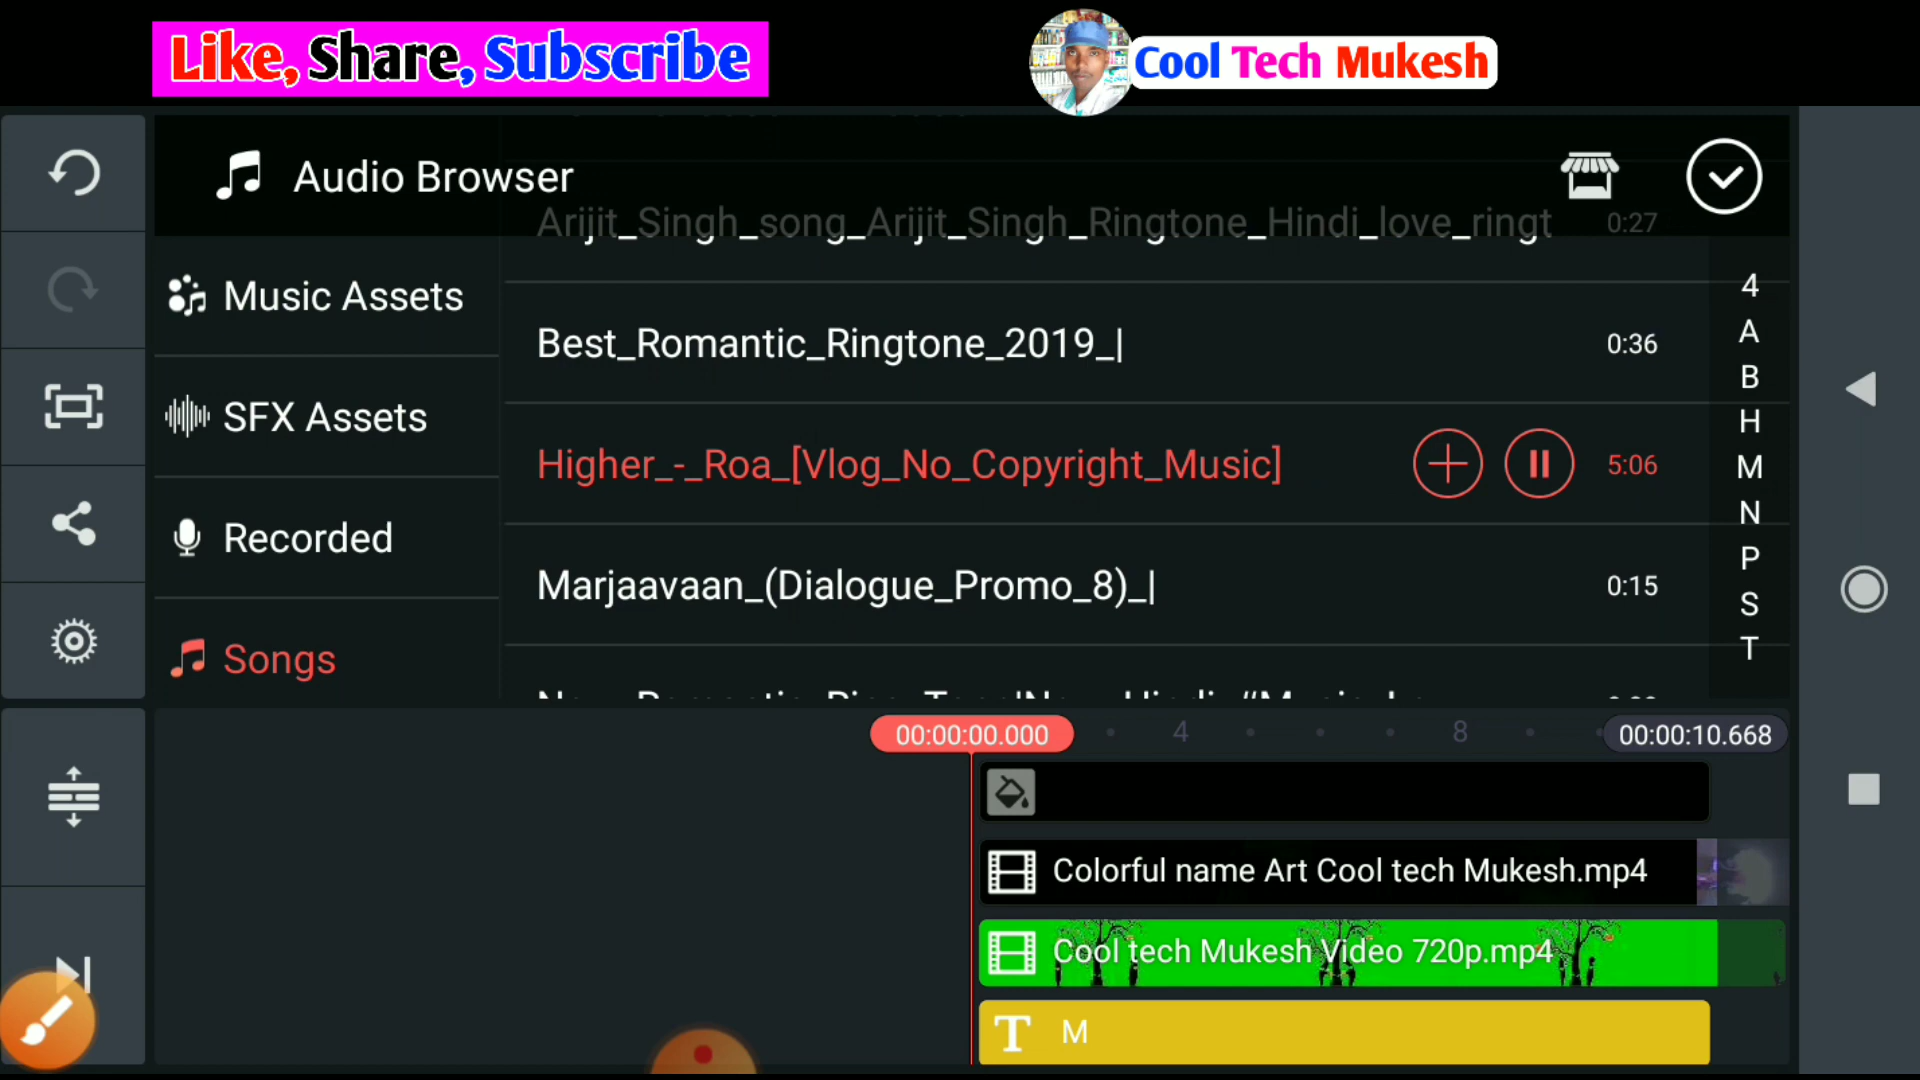 Like, Share, Subscribe
Cool Tech Mukesh
Audio Browser
Arijit_Singh_song_Arijit_Singh_Ringtone_Hindi_love_ringt 0:27
Music Assets
Best_Romantic_Ringtone_2019_| 0:36
SFX Assets
Higher_-_Roa_[Vlog_No_Copyright_Music] 5:06
Recorded
Marjaavaan_(Dialogue_Promo_8)_| 0:15
Songs
4
A
B
H
M
N
P
S
T
00:00:00.000 4 8 00:00:10.668
Colorful name Art Cool tech Mukesh.mp4
Cool tech Mukesh Video 720p.mp4
T M